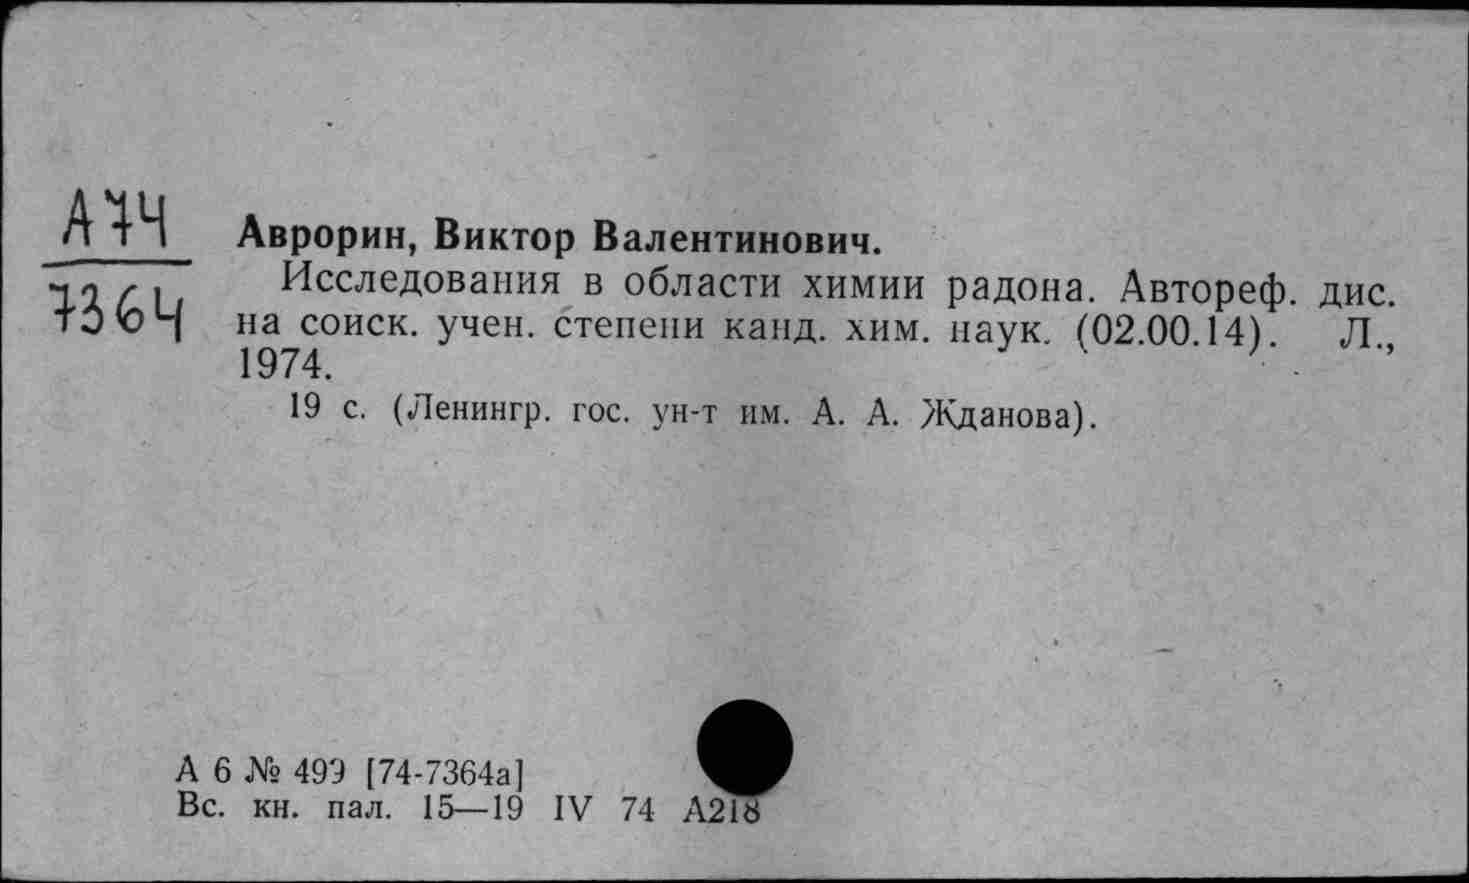 А74
7364
Аврорин, Виктор Валентинович.
Исследования в области химии радона. Автореф. дис.
на соиск. учен. степени канд. хим. наук. (02.00.14). Л.,
1974.
19 с. (Ленингр. гос. ун-т им. А. А. Жданова).
А 6 № 499 [74-7364а]
Вс. кн. пал. 15—19 IV 74 А218